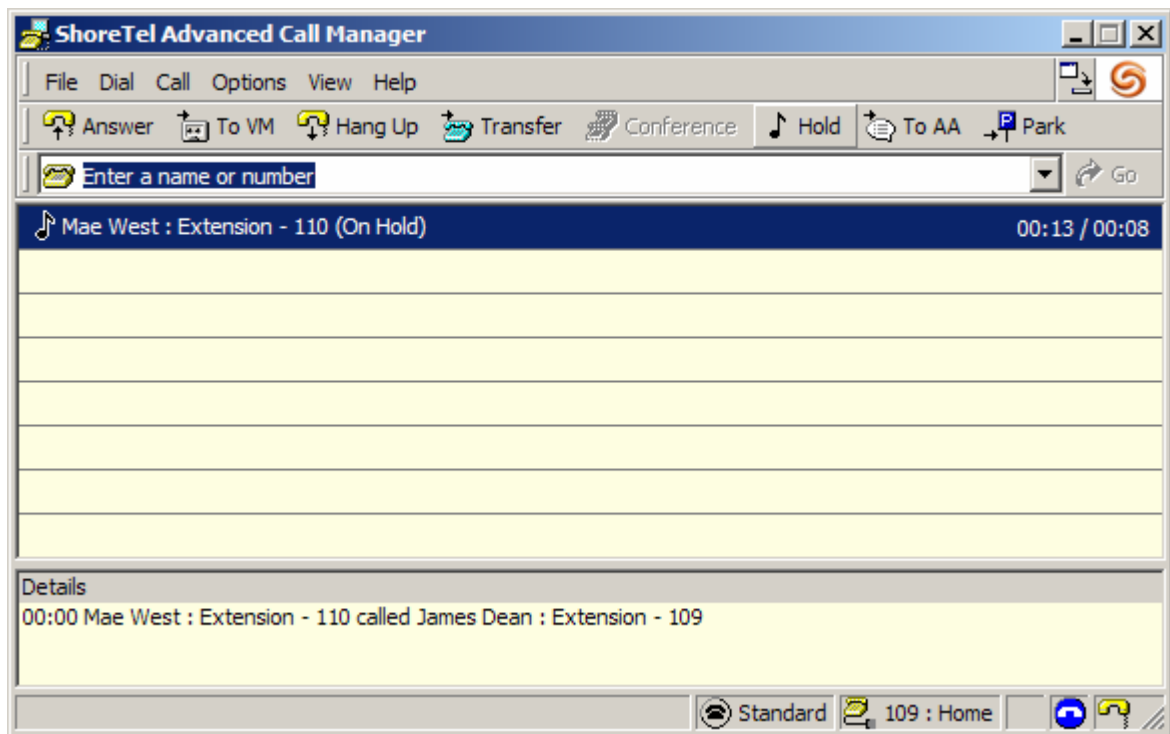 ShoreTel Advanced Call Manager
File Dial Call Options View Help
Answer To VM Hang Up Transfer Conference Hold To AA Park
Enter a name or number Go
Mae West : Extension - 110 (On Hold) 00:13 / 00:08
Details
00:00 Mae West : Extension - 110 called James Dean : Extension - 109
Standard 109 : Home